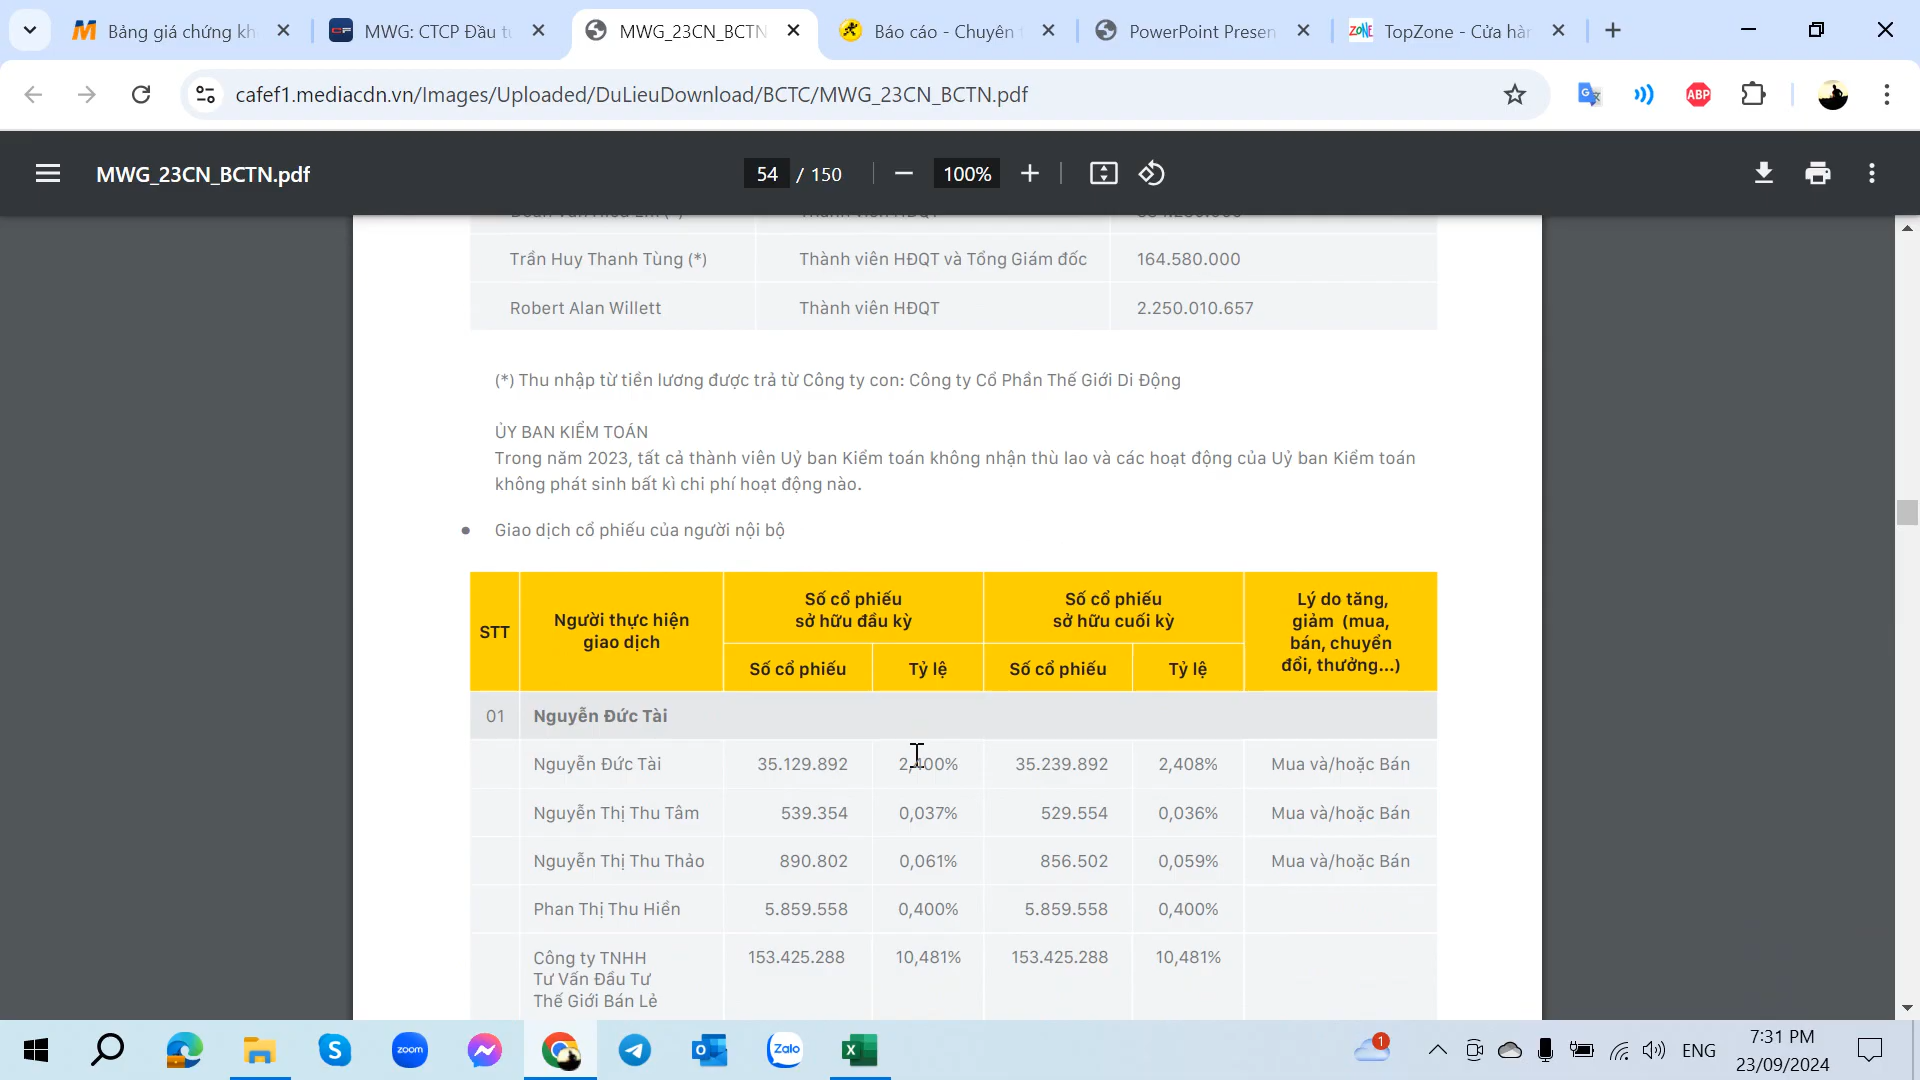 Bảng giá chứng kh
MWG: CTCP Đầu tư
MWG_23CN_BCTN
Báo cáo - Chuyên
PowerPoint Presen
ZONE
TopZone - Cửa hàn
cafef1.mediacdn.vn/Images/Uploaded/DuLieuDownload/BCTC/MWG_23CN_BCTN.pdf
ABP
MWG_23CN_BCTN.pdf
54 / 150
100%
Trần Huy Thanh Tùng (*) Thành viên HĐQT và Tổng Giám đốc 164.580.000
Robert Alan Willett Thành viên HĐQT 2.250.010.657
(*) Thu nhập từ tiền lương được trả từ Công ty con: Công ty Cổ Phần Thế Giới Di Động
ỦY BAN KIỂM TOÁN
Trong năm 2023, tất cả thành viên Uỷ ban Kiểm toán không nhận thù lao và các hoạt động của Uỷ ban Kiểm toán
không phát sinh bất kì chi phí hoạt động nào.
• Giao dịch cổ phiếu của người nội bộ
STT
Người thực hiện
giao dịch
Số cổ phiếu
sở hữu đầu kỳ
Số cổ phiếu
sở hữu cuối kỳ
Lý do tăng,
giảm (mua,
bán, chuyển
đổi, thưởng...)
Số cổ phiếu Tỷ lệ Số cổ phiếu Tỷ lệ
01 Nguyễn Đức Tài
Nguyễn Đức Tài 35.129.892 2,400% 35.239.892 2,408% Mua và/hoặc Bán
Nguyễn Thị Thu Tâm 539.354 0,037% 529.554 0,036% Mua và/hoặc Bán
Nguyễn Thị Thu Thảo 890.802 0,061% 856.502 0,059% Mua và/hoặc Bán
Phan Thị Thu Hiền 5.859.558 0,400% 5.859.558 0,400%
Công ty TNHH 153.425.288 10,481% 153.425.288 10,481%
Tư Vấn Đầu Tư
Thế Giới Bán Lẻ
zoom
Zalo
1
ENG
7:31 PM
23/09/2024